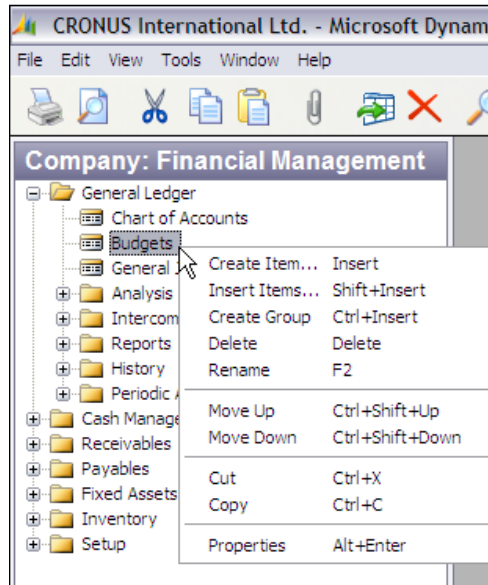 CRONUS International Ltd. - Microsoft Dynam
File Edit View Tools Window Help
Company: Financial Management
General Ledger
Chart of Accounts
Budgets
General
Analysis
Intercom
Reports
History
Periodic
Cash Manage
Receivables
Payables
Fixed Assets
Inventory
Setup
Create Item... Insert
Insert Items... Shift+Insert
Create Group Ctrl+Insert
Delete Delete
Rename F2
Move Up Ctrl+Shift+Up
Move Down Ctrl+Shift+Down
Cut Ctrl+X
Copy Ctrl+C
Properties Alt+Enter